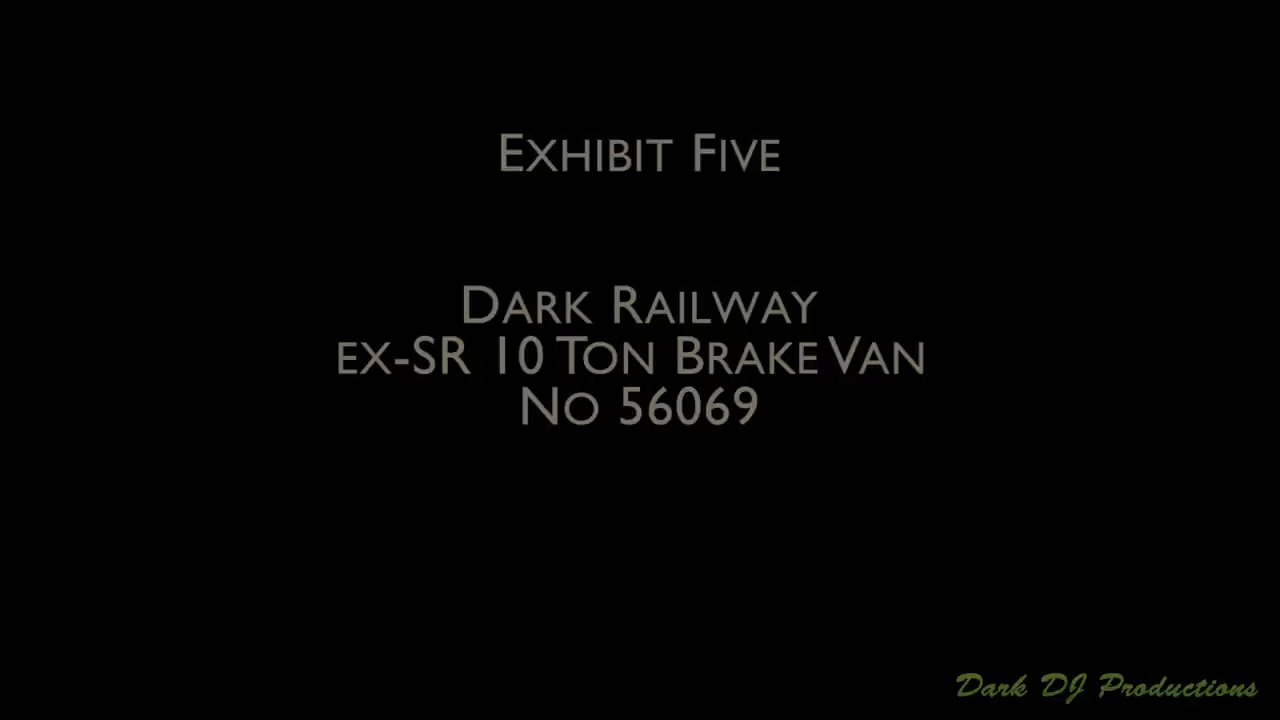 Exhibit Five
Dark Railway
ex-SR 10 Ton Brake Van
No 56069
Dark DJ Productions